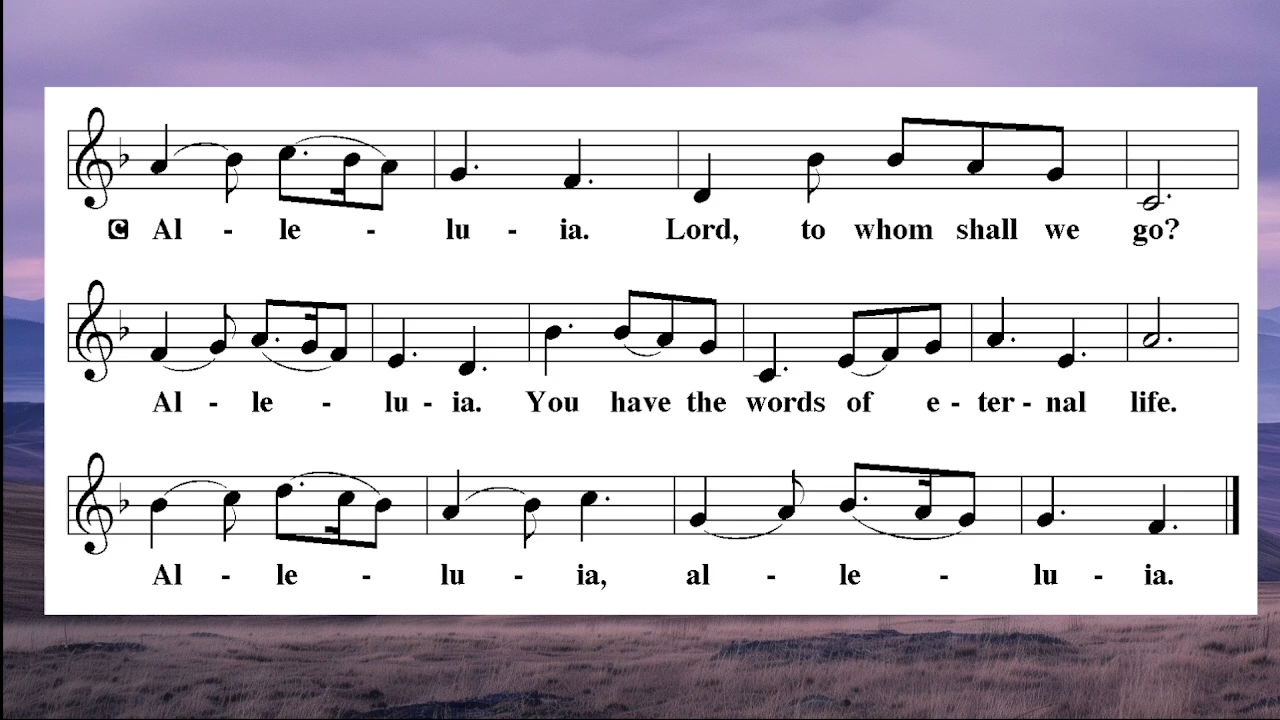 C Al - le - lu - ia. Lord, to whom shall we go?
Al - le - lu - ia. You have the words of e - ter - nal life.
Al - le - lu - ia, al - le - lu - ia.